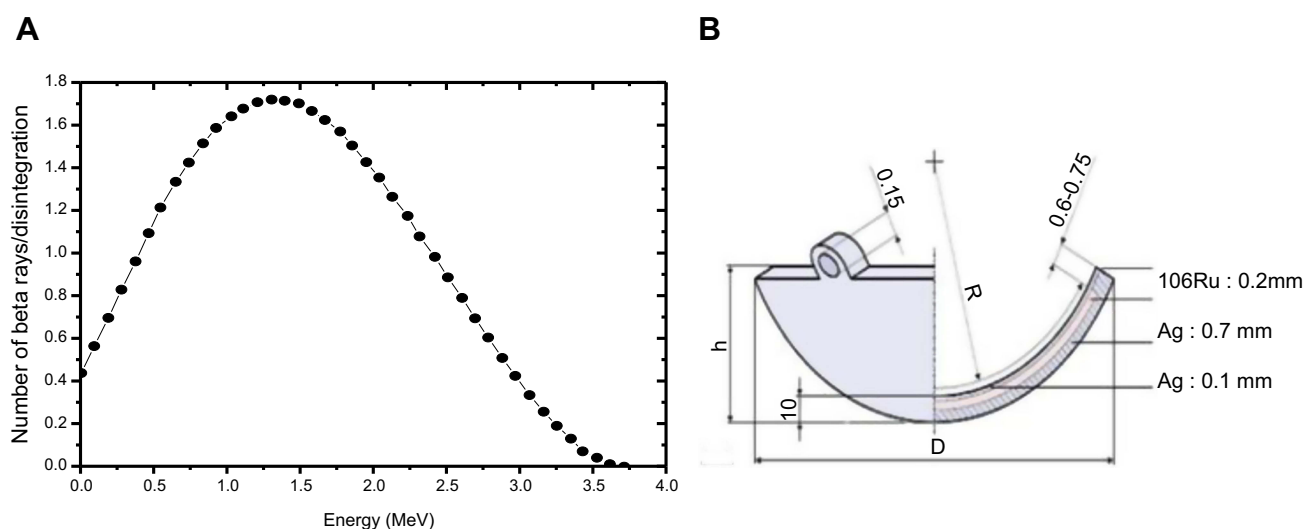 A
B
1.8
1.6
1.4
1.2
1.0
0.8
0.6
0.4
0.2
0.0
Number of beta rays/disintegration
0.0 0.5 1.0 1.5 2.0 2.5 3.0 3.5 4.0
Energy (MeV)
0.15
0.6-0.75
R
h
10
D
106Ru : 0.2mm
Ag : 0.7 mm
Ag : 0.1 mm